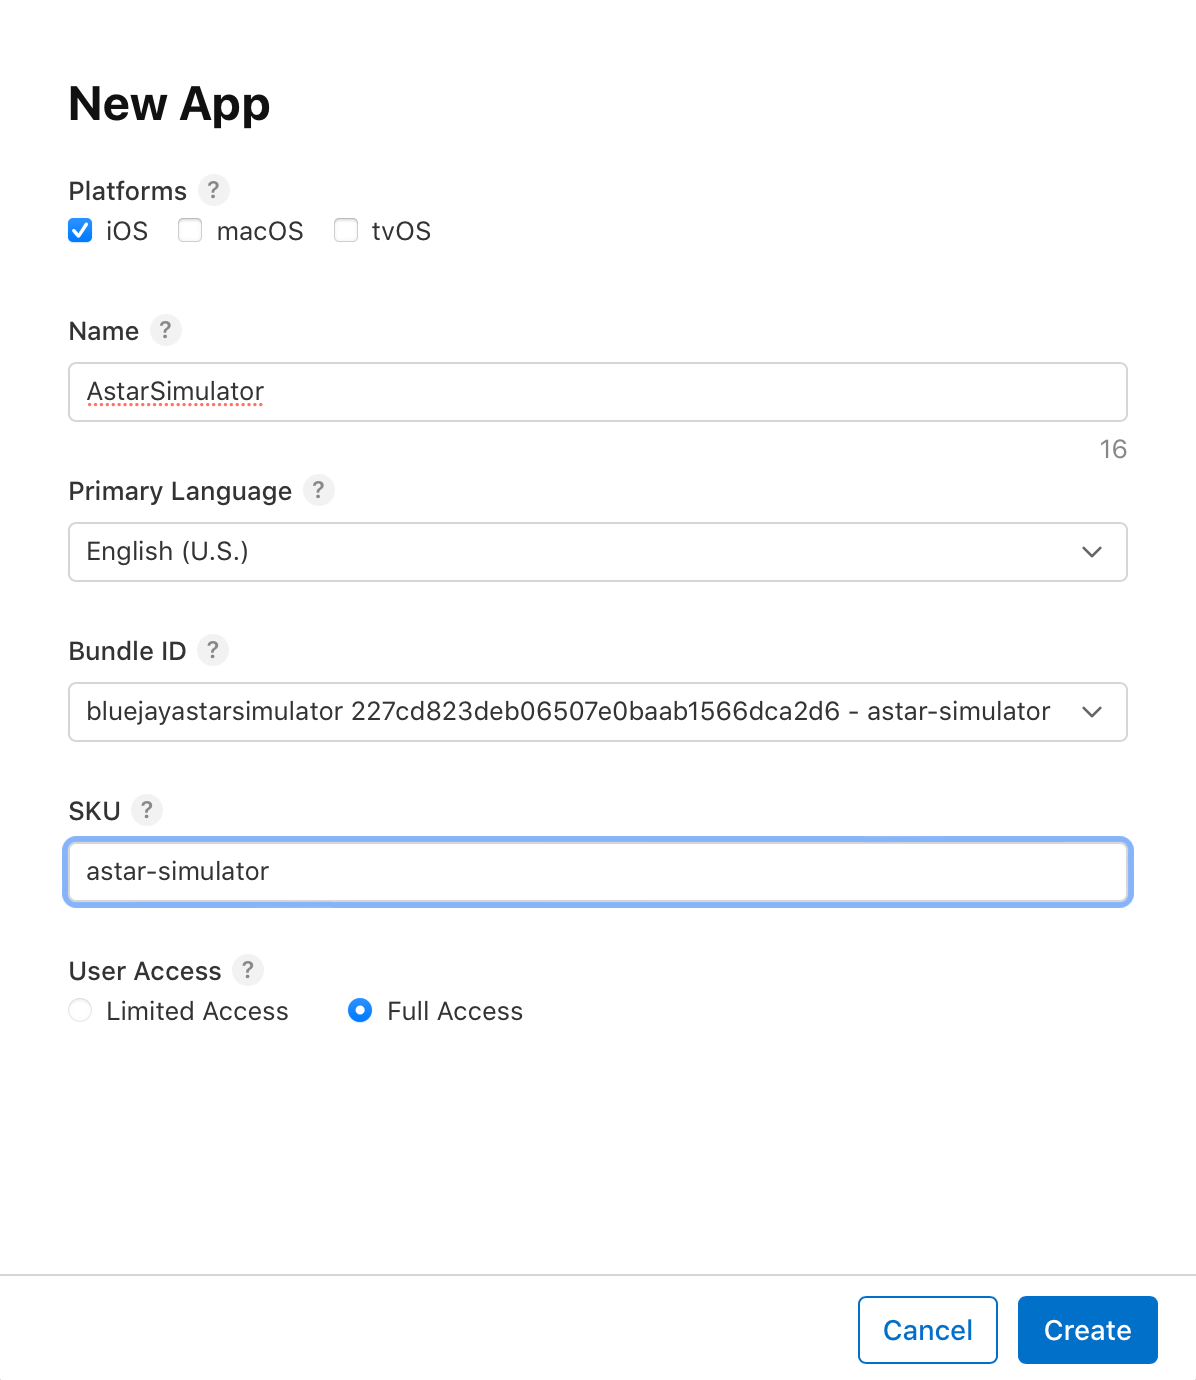 New App
Platforms ?
iOS macOS tvOS
Name ?
AstarSimulator
16
Primary Language ?
English (U.S.)
Bundle ID ?
bluejayastarsimulator 227cd823deb06507e0baab1566dca2d6 - astar-simulator
SKU ?
astar-simulator
User Access ?
Limited Access Full Access
Cancel Create